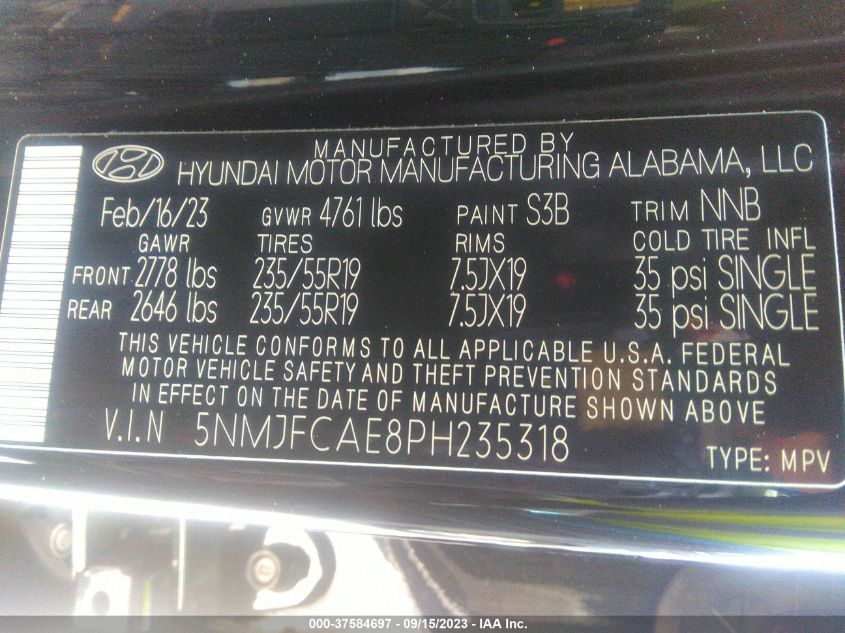 MANUFACTURED BY
HYUNDAI MOTOR MANUFACTURING ALABAMA, LLC
Feb/16/23 GVWR 4761 lbs PAINT S3B TRIM NNB
GAWR TIRES RIMS COLD TIRE INFL
FRONT 2778 lbs 235/55R19 7.5JX19 35 psi SINGLE
REAR 2646 lbs 235/55R19 7.5JX19 35 psi SINGLE
THIS VEHICLE CONFORMS TO ALL APPLICABLE U.S.A. FEDERAL
MOTOR VEHICLE SAFETY AND THEFT PREVENTION STANDARDS
IN EFFECT ON THE DATE OF MANUFACTURE SHOWN ABOVE
V.I.N 5NMJFCAE8PH235318
TYPE: MPV
000-37584697 - 09/15/2023 - IAA Inc.